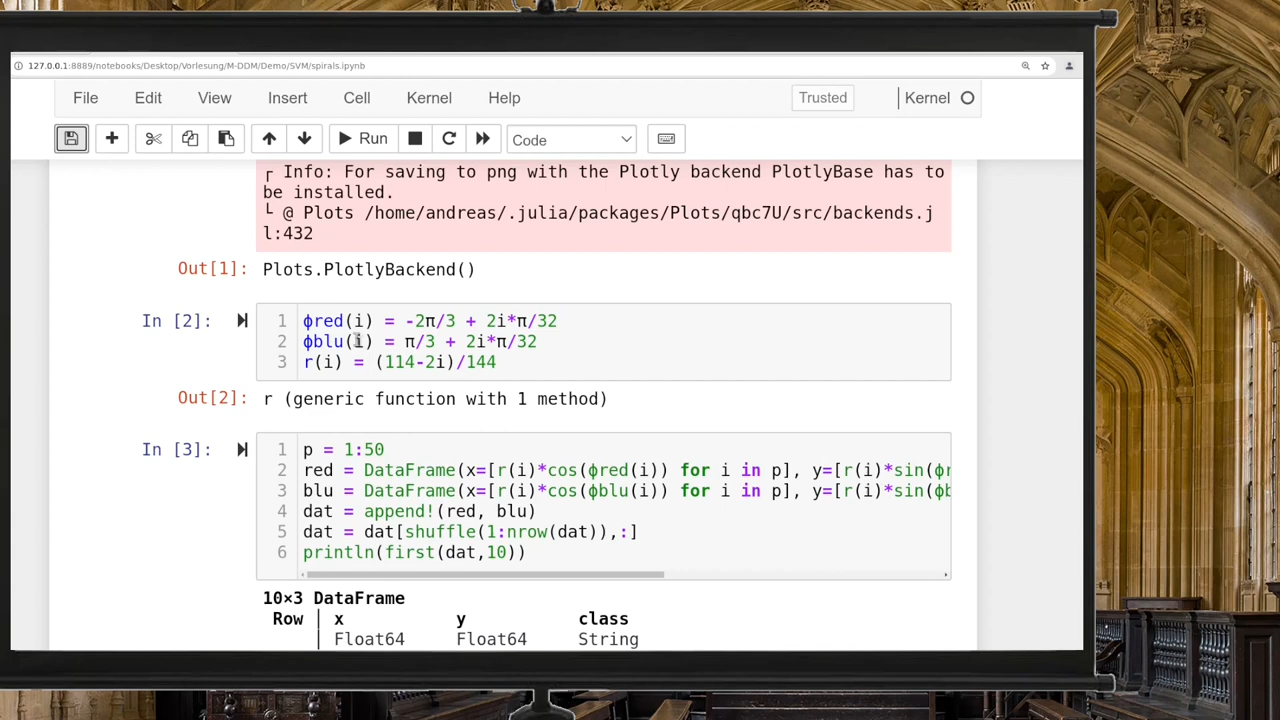 127.0.0.1:8889/notebooks/Desktop/Vorlesung/M-DDM/Demo/SVM/spirals.ipynb
File Edit View Insert Cell Kernel Help Trusted Kernel
Run Code
┌ Info: For saving to png with the Plotly backend PlotlyBase has to
be installed.
└ @ Plots /home/andreas/.julia/packages/Plots/qbc7U/src/backends.j
l:432
Out[1]: Plots.PlotlyBackend()
In [2]: 1 ϕred(i) = -2π/3 + 2i*π/32
2 ϕblu(i) = π/3 + 2i*π/32
3 r(i) = (114-2i)/144
Out[2]: r (generic function with 1 method)
In [3]: 1 p = 1:50
2 red = DataFrame(x=[r(i)*cos(ϕred(i)) for i in p], y=[r(i)*sin(ϕr
3 blu = DataFrame(x=[r(i)*cos(ϕblu(i)) for i in p], y=[r(i)*sin(ϕb
4 dat = append!(red, blu)
5 dat = dat[shuffle(1:nrow(dat)),:]
6 println(first(dat,10))
10×3 DataFrame
Row │ x y class
│ Float64 Float64 String